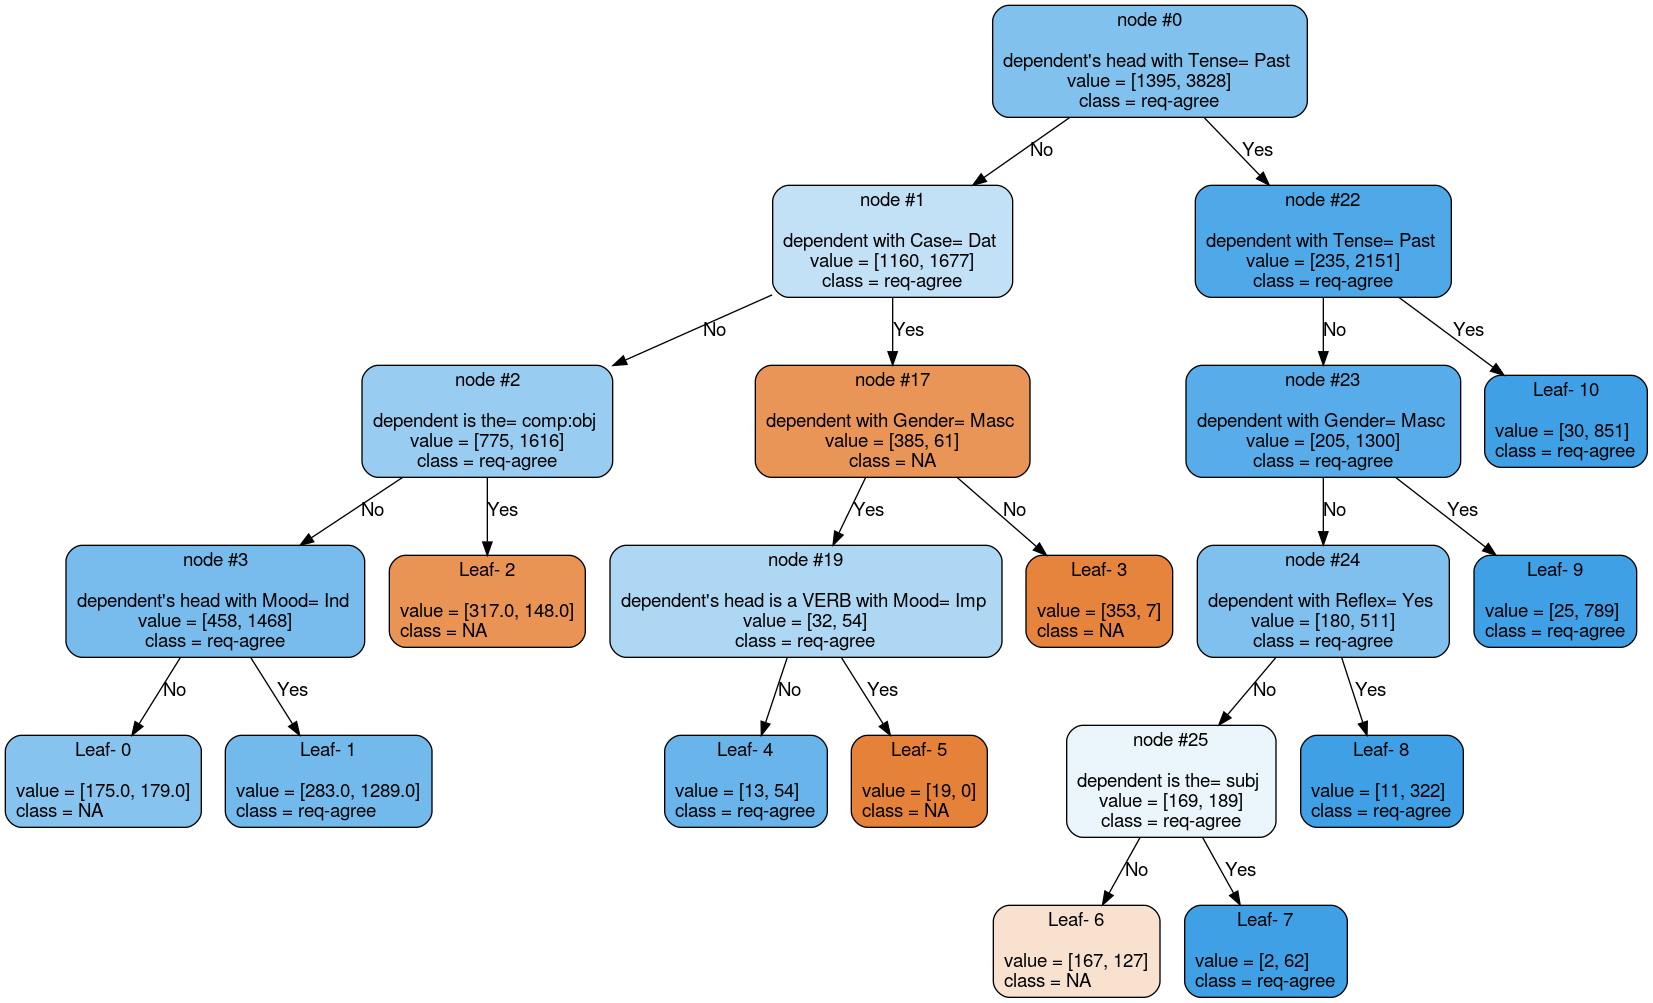 node #0
dependent's head with Tense= Past
value = [1395, 3828]
class = req-agree
No
Yes
node #1
dependent with Case= Dat
value = [1160, 1677]
class = req-agree
node #22
dependent with Tense= Past
value = [235, 2151]
class = req-agree
No
Yes
No
Yes
node #2
dependent is the= comp:obj
value = [775, 1616]
class = req-agree
node #17
dependent with Gender= Masc
value = [385, 61]
class = NA
node #23
dependent with Gender= Masc
value = [205, 1300]
class = req-agree
Leaf- 10
value = [30, 851]
class = req-agree
No
Yes
Yes
No
No
Yes
node #3
dependent's head with Mood= Ind
value = [458, 1468]
class = req-agree
Leaf- 2
value = [317.0, 148.0]
class = NA
node #19
dependent's head is a VERB with Mood= Imp
value = [32, 54]
class = req-agree
Leaf- 3
value = [353, 7]
class = NA
node #24
dependent with Reflex= Yes
value = [180, 511]
class = req-agree
Leaf- 9
value = [25, 789]
class = req-agree
No
Yes
No
Yes
No
Yes
Leaf- 0
value = [175.0, 179.0]
class = NA
Leaf- 1
value = [283.0, 1289.0]
class = req-agree
Leaf- 4
value = [13, 54]
class = req-agree
Leaf- 5
value = [19, 0]
class = NA
node #25
dependent is the= subj
value = [169, 189]
class = req-agree
Leaf- 8
value = [11, 322]
class = req-agree
No
Yes
Leaf- 6
value = [167, 127]
class = NA
Leaf- 7
value = [2, 62]
class = req-agree